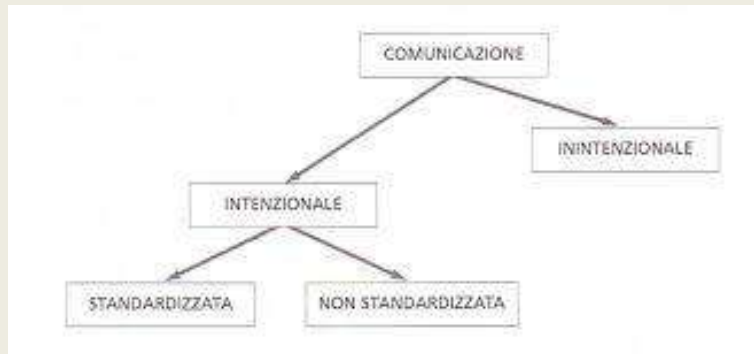 COMUNICAZIONE
ININTENZIONALE
INTENZIONALE
STANDARDIZZATA
NON STANDARDIZZATA